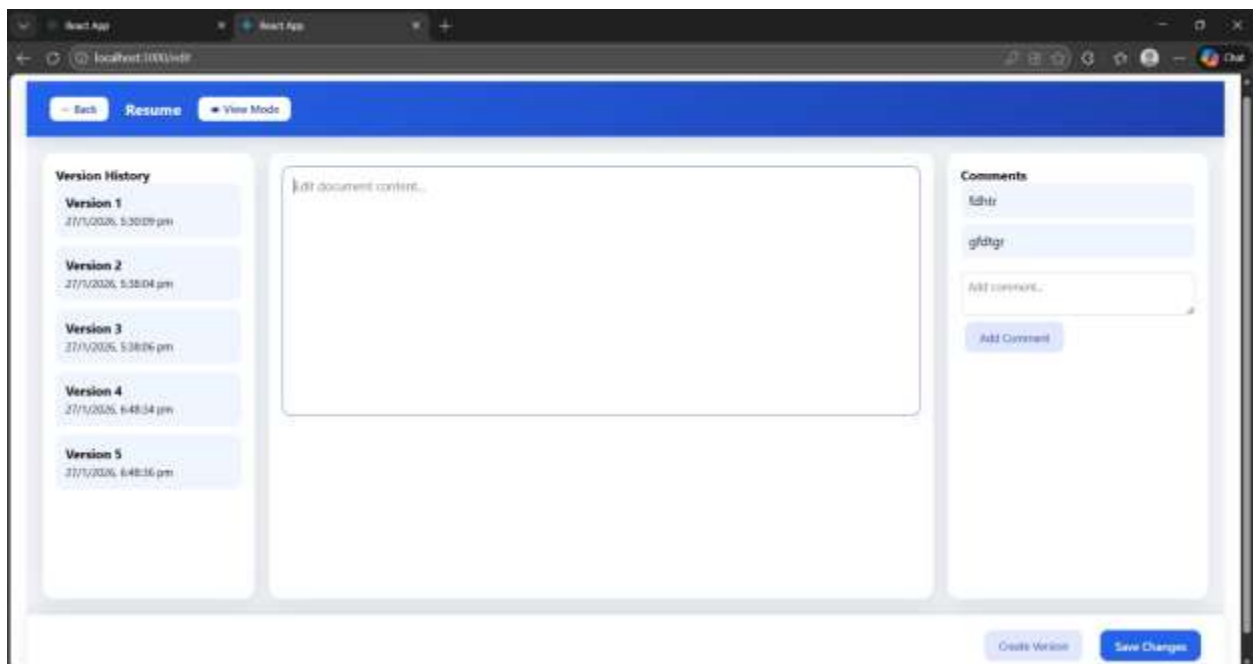 React App
React App
localhost:3000/edit
Chat
← Back
Resume
View Mode
Version History
Version 1
27/1/2026, 5:30:09 pm
Version 2
27/1/2026, 5:38:04 pm
Version 3
27/1/2026, 5:38:06 pm
Version 4
27/1/2026, 6:48:34 pm
Version 5
27/1/2026, 6:48:36 pm
Edit document content...
Comments
fdhtr
gfdtgr
Add comment...
Add Comment
Create Version
Save Changes